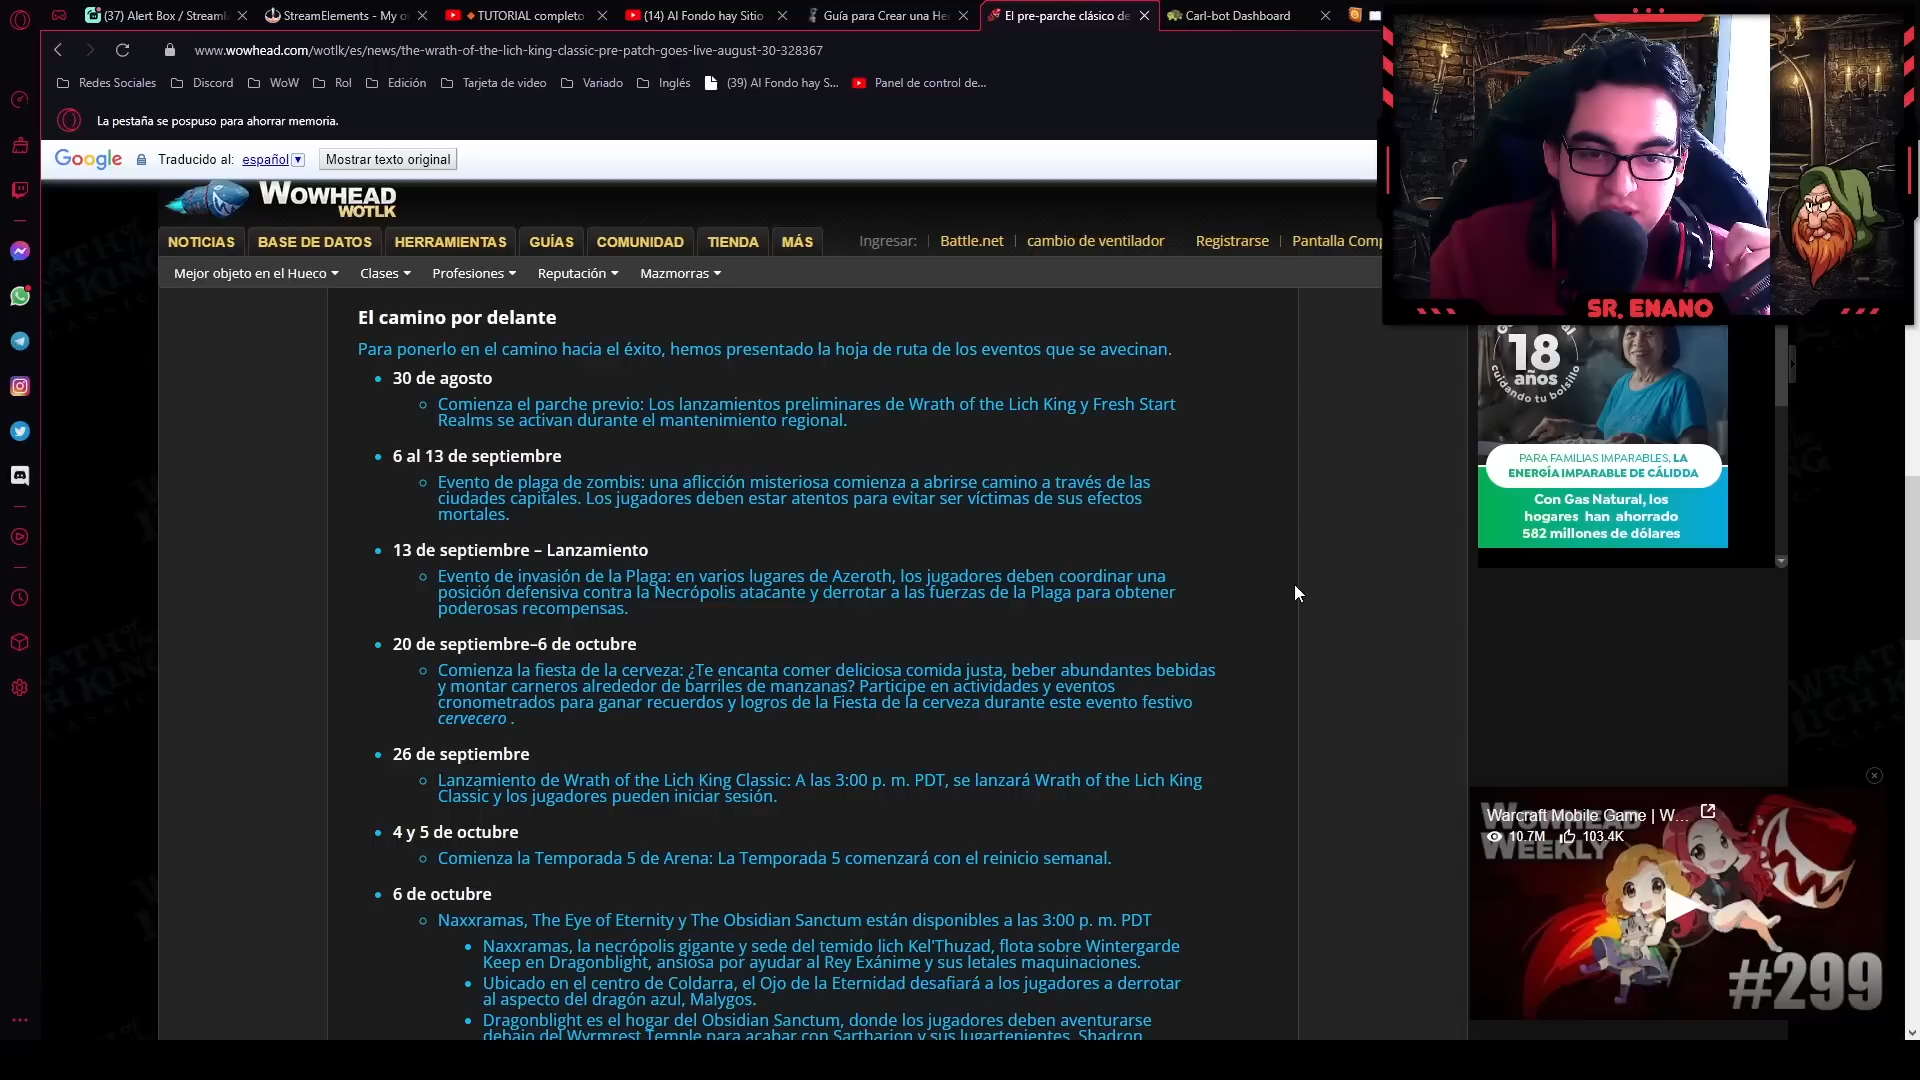 (37) Alert Box / Streamla
StreamElements - My o
TUTORIAL completo
(14) Al Fondo hay Sitio
Guía para Crear una He
El pre-parche clásico de
Carl-bot Dashboard
www.wowhead.com/wotlk/es/news/the-wrath-of-the-lich-king-classic-pre-patch-goes-live-august-30-328367
Redes Sociales
Discord
WoW
Rol
Edición
Tarjeta de video
Variado
Inglés
(39) Al Fondo hay S...
Panel de control de...
La pestaña se pospuso para ahorrar memoria.
Google
Traducido al: español
Mostrar texto original
WOWHEAD
WOTLK
NOTICIAS
BASE DE DATOS
HERRAMIENTAS
GUÍAS
COMUNIDAD
TIENDA
MÁS
Ingresar:
Battle.net
cambio de ventilador
Registrarse
Pantalla Comp
Mejor objeto en el Hueco
Clases
Profesiones
Reputación
Mazmorras
SR. ENANO
El camino por delante
Para ponerlo en el camino hacia el éxito, hemos presentado la hoja de ruta de los eventos que se avecinan.
30 de agosto
Comienza el parche previo: Los lanzamientos preliminares de Wrath of the Lich King y Fresh Start
Realms se activan durante el mantenimiento regional.
6 al 13 de septiembre
Evento de plaga de zombis: una aflicción misteriosa comienza a abrirse camino a través de las
ciudades capitales. Los jugadores deben estar atentos para evitar ser víctimas de sus efectos
mortales.
13 de septiembre – Lanzamiento
Evento de invasión de la Plaga: en varios lugares de Azeroth, los jugadores deben coordinar una
posición defensiva contra la Necrópolis atacante y derrotar a las fuerzas de la Plaga para obtener
poderosas recompensas.
20 de septiembre–6 de octubre
Comienza la fiesta de la cerveza: ¿Te encanta comer deliciosa comida justa, beber abundantes bebidas
y montar carneros alrededor de barriles de manzanas? Participe en actividades y eventos
cronometrados para ganar recuerdos y logros de la Fiesta de la cerveza durante este evento festivo
cervecero .
26 de septiembre
Lanzamiento de Wrath of the Lich King Classic: A las 3:00 p. m. PDT, se lanzará Wrath of the Lich King
Classic y los jugadores pueden iniciar sesión.
4 y 5 de octubre
Comienza la Temporada 5 de Arena: La Temporada 5 comenzará con el reinicio semanal.
6 de octubre
Naxxramas, The Eye of Eternity y The Obsidian Sanctum están disponibles a las 3:00 p. m. PDT
Naxxramas, la necrópolis gigante y sede del temido lich Kel'Thuzad, flota sobre Wintergarde
Keep en Dragonblight, ansiosa por ayudar al Rey Exánime y sus letales maquinaciones.
Ubicado en el centro de Coldarra, el Ojo de la Eternidad desafiará a los jugadores a derrotar
al aspecto del dragón azul, Malygos.
Dragonblight es el hogar del Obsidian Sanctum, donde los jugadores deben aventurarse
debajo del Wyrmrest Temple para acabar con Sartharion y sus lugartenientes, Shadron,
18
años
cuidando tu bolsillo
PARA FAMILIAS IMPARABLES, LA
ENERGÍA IMPARABLE DE CÁLIDDA
Con Gas Natural, los
hogares han ahorrado
582 millones de dólares
Warcraft Mobile Game | W...
10.7M
103.4K
WOWHEAD
WEEKLY
#299